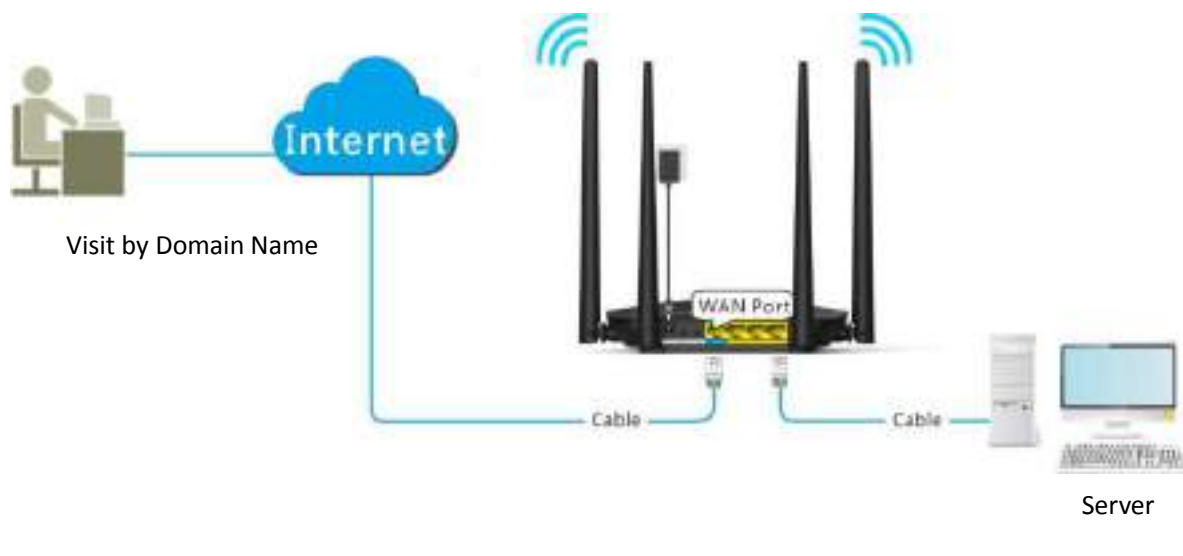 Internet
Visit by Domain Name
WAN Port
Cable
Cable
Server